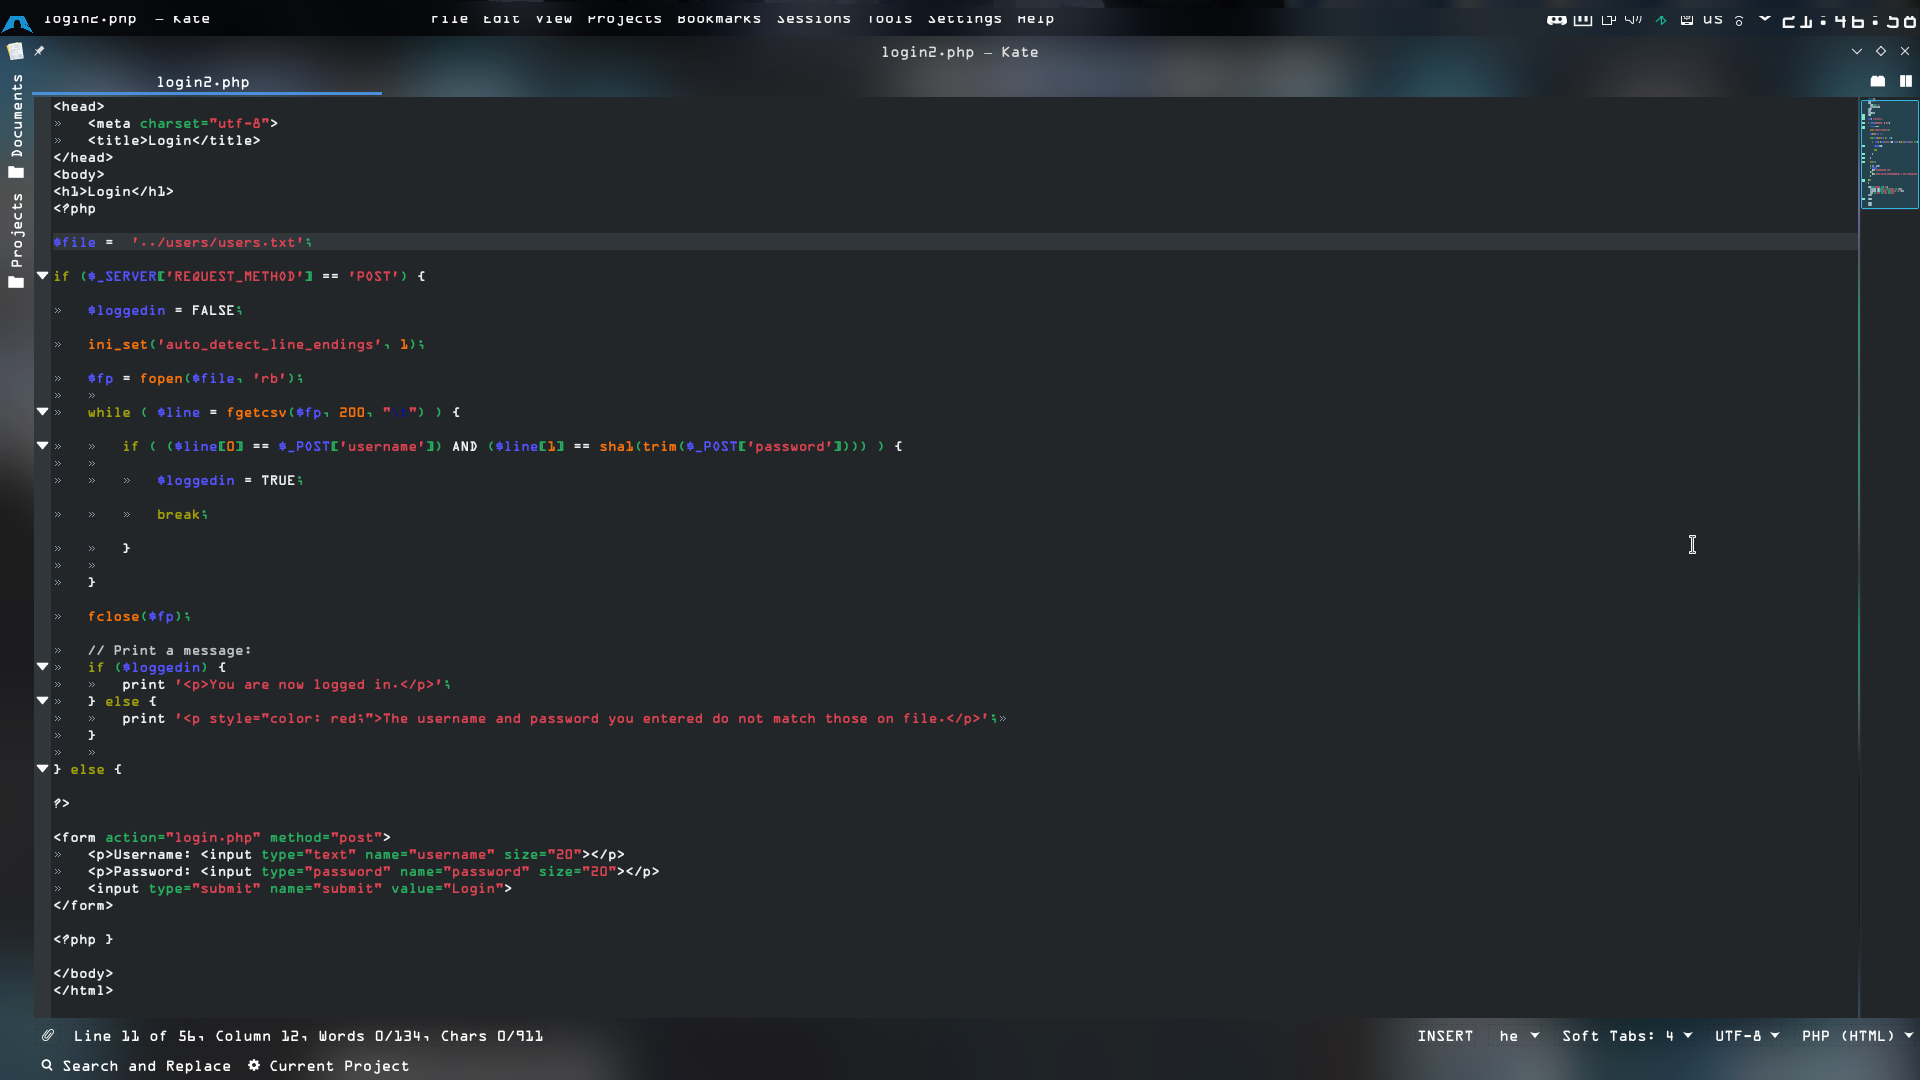 login2.php — Kate
File Edit View Projects Bookmarks Sessions Tools Settings Help
US
21:46:58
login2.php — Kate
login2.php
Documents
Projects
<head>
<meta charset="utf-8">
<title>Login</title>
</head>
<body>
<h1>Login</h1>
<?php
$file =  '../users/users.txt';
if ($_SERVER['REQUEST_METHOD'] == 'POST') {
$loggedin = FALSE;
ini_set('auto_detect_line_endings', 1);
$fp = fopen($file, 'rb');
while ( $line = fgetcsv($fp, 200, "\t") ) {
if ( ($line[0] == $_POST['username']) AND ($line[1] == sha1(trim($_POST['password']))) ) {
$loggedin = TRUE;
break;
}
}
fclose($fp);
// Print a message:
if ($loggedin) {
print '<p>You are now logged in.</p>';
} else {
print '<p style="color: red;">The username and password you entered do not match those on file.</p>';
}
} else {
?>
<form action="login.php" method="post">
<p>Username: <input type="text" name="username" size="20"></p>
<p>Password: <input type="password" name="password" size="20"></p>
<input type="submit" name="submit" value="Login">
</form>
<?php }
</body>
</html>
Line 11 of 56, Column 12, Words 0/134, Chars 0/911
INSERT he Soft Tabs: 4 UTF-8 PHP (HTML)
Search and Replace Current Project